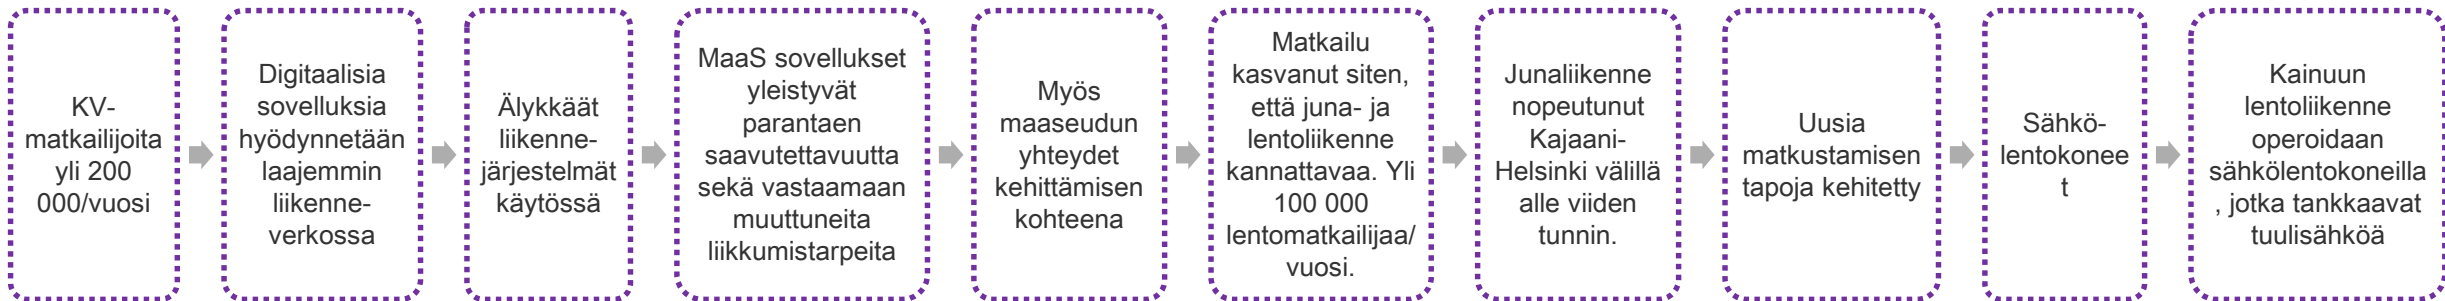 KV-
matkailijoita
yli 200
000/vuosi
Digitaalisia
sovelluksia
hyödynnetään
laajemmin
liikenne-
verkossa
Älykkäät
liikenne-
järjestelmät
käytössä
MaaS sovellukset
yleistyvät
parantaen
saavutettavuutta
sekä vastaamaan
muuttuneita
liikkumistarpeita
Myös
maaseudun
yhteydet
kehittämisen
kohteena
Matkailu
kasvanut siten,
että juna- ja
lentoliikenne
kannattavaa. Yli
100 000
lentomatkailijaa/
vuosi.
Junaliikenne
nopeutunut
Kajaani-
Helsinki välillä
alle viiden
tunnin.
Uusia
matkustamisen
tapoja kehitetty
Sähkö-
lentokonee
t
Kainuun
lentoliikenne
operoidaan
sähkölentokoneilla
, jotka tankkaavat
tuulisähköä